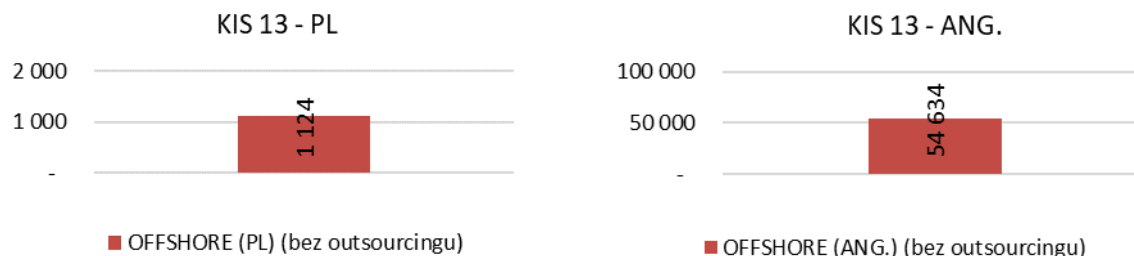 KIS 13 - PL
2 000
1 000
-
1 124
OFFSHORE (PL) (bez outsourcingu)
KIS 13 - ANG.
100 000
50 000
-
54 634
OFFSHORE (ANG.) (bez outsourcingu)